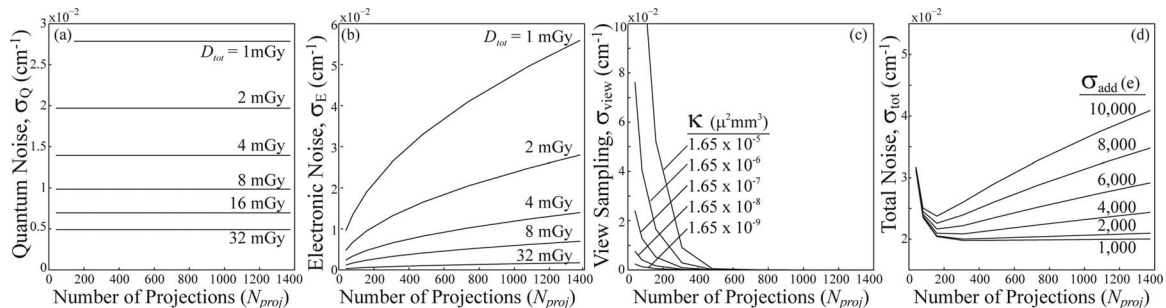 x10⁻²
(a)
D_tot = 1mGy
2 mGy
4 mGy
8 mGy
16 mGy
32 mGy
3
2.5
2
1.5
1
0.5
0
0 200 400 600 800 1000 1200 1400
Quantum Noise, σ_Q (cm⁻¹)
Number of Projections (N_proj)
x10⁻²
(b)
D_tot = 1 mGy
2 mGy
4 mGy
8 mGy
32 mGy
6
5
4
3
2
1
0
0 200 400 600 800 1000 1200 1400
Electronic Noise, σ_E (cm⁻¹)
Number of Projections (N_proj)
x10⁻²
(c)
κ (μ²mm³)
1.65 x 10⁻⁵
1.65 x 10⁻⁶
1.65 x 10⁻⁷
1.65 x 10⁻⁸
1.65 x 10⁻⁹
10
8
6
4
2
0
0 200 400 600 800 1000 1200 1400
View Sampling, σ_view (cm⁻¹)
Number of Projections (N_proj)
x10⁻²
(d)
σ_add (e)
10,000
8,000
6,000
4,000
2,000
1,000
5
4
3
2
0 200 400 600 800 1000 1200 1400
Total Noise, σ_tot (cm⁻¹)
Number of Projections (N_proj)